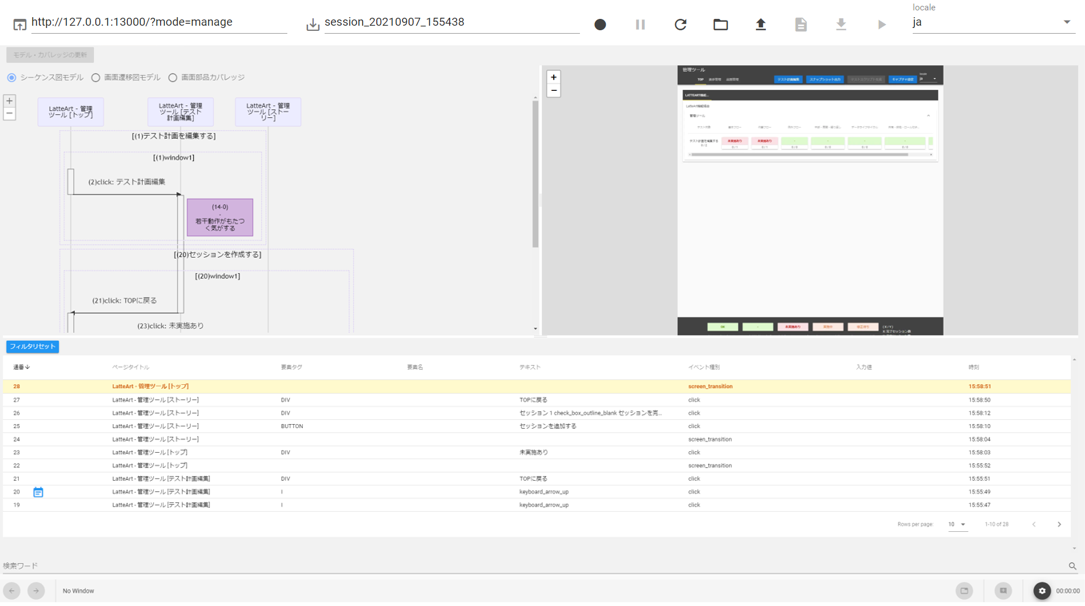 locale
http://127.0.0.1:13000/?mode=manage
session_20210907_155438
ja
モデル・カバレッジの更新
シーケンス図モデル
画面遷移図モデル
画面部品カバレッジ
LatteArt - 管理
ツール [トップ]
LatteArt - 管理
ツール [テスト
計画編集]
LatteArt - 管理
ツール [ストー
リー]
[(1)テスト計画を編集する]
[(1)window1]
(2)click: テスト計画編集
(14-0)
-
若干動作がもたつ
く気がする
[(20)セッションを作成する]
[(20)window1]
(21)click: TOPに戻る
(23)click: 未実施あり
+
−
管理ツール
フィルタリセット
通番 ページタイトル 要素タグ 要素名 テキスト イベント種別 入力値 時刻
28 LatteArt - 管理ツール [トップ] screen_transition 15:58:51
27 LatteArt - 管理ツール [ストーリー] DIV TOPに戻る click 15:58:50
26 LatteArt - 管理ツール [ストーリー] DIV セッション 1 check_box_outline_blank セッションを完... click 15:58:12
25 LatteArt - 管理ツール [ストーリー] BUTTON セッションを追加する click 15:58:10
24 LatteArt - 管理ツール [ストーリー] screen_transition 15:58:04
23 LatteArt - 管理ツール [トップ] DIV 未実施あり click 15:58:03
22 LatteArt - 管理ツール [トップ] screen_transition 15:55:52
21 LatteArt - 管理ツール [テスト計画編集] DIV TOPに戻る click 15:55:51
20 LatteArt - 管理ツール [テスト計画編集] I keyboard_arrow_up click 15:55:49
19 LatteArt - 管理ツール [テスト計画編集] I keyboard_arrow_up click 15:55:47
Rows per page: 10 1-10 of 28
検索ワード
No Window
00:00:00